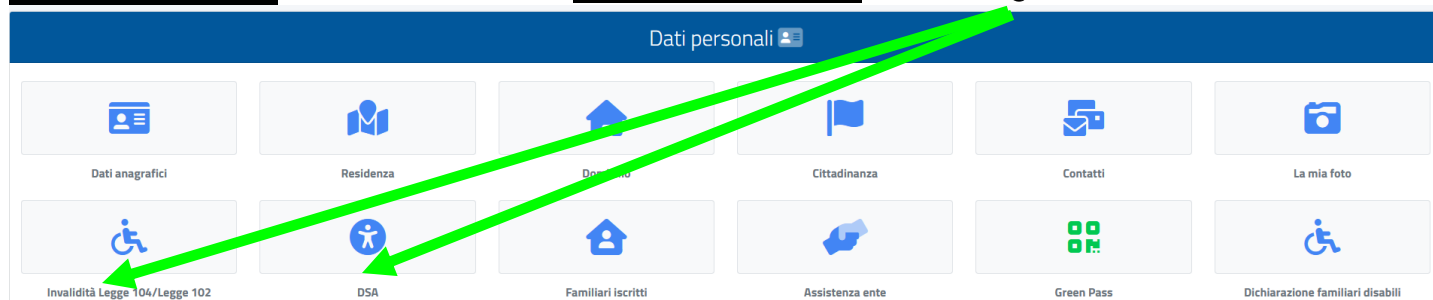 Dati personali
Dati anagrafici
Residenza
Domicilio
Cittadinanza
Contatti
La mia foto
Invalidità Legge 104/Legge 102
DSA
Familiari iscritti
Assistenza ente
Green Pass
Dichiarazione familiari disabili